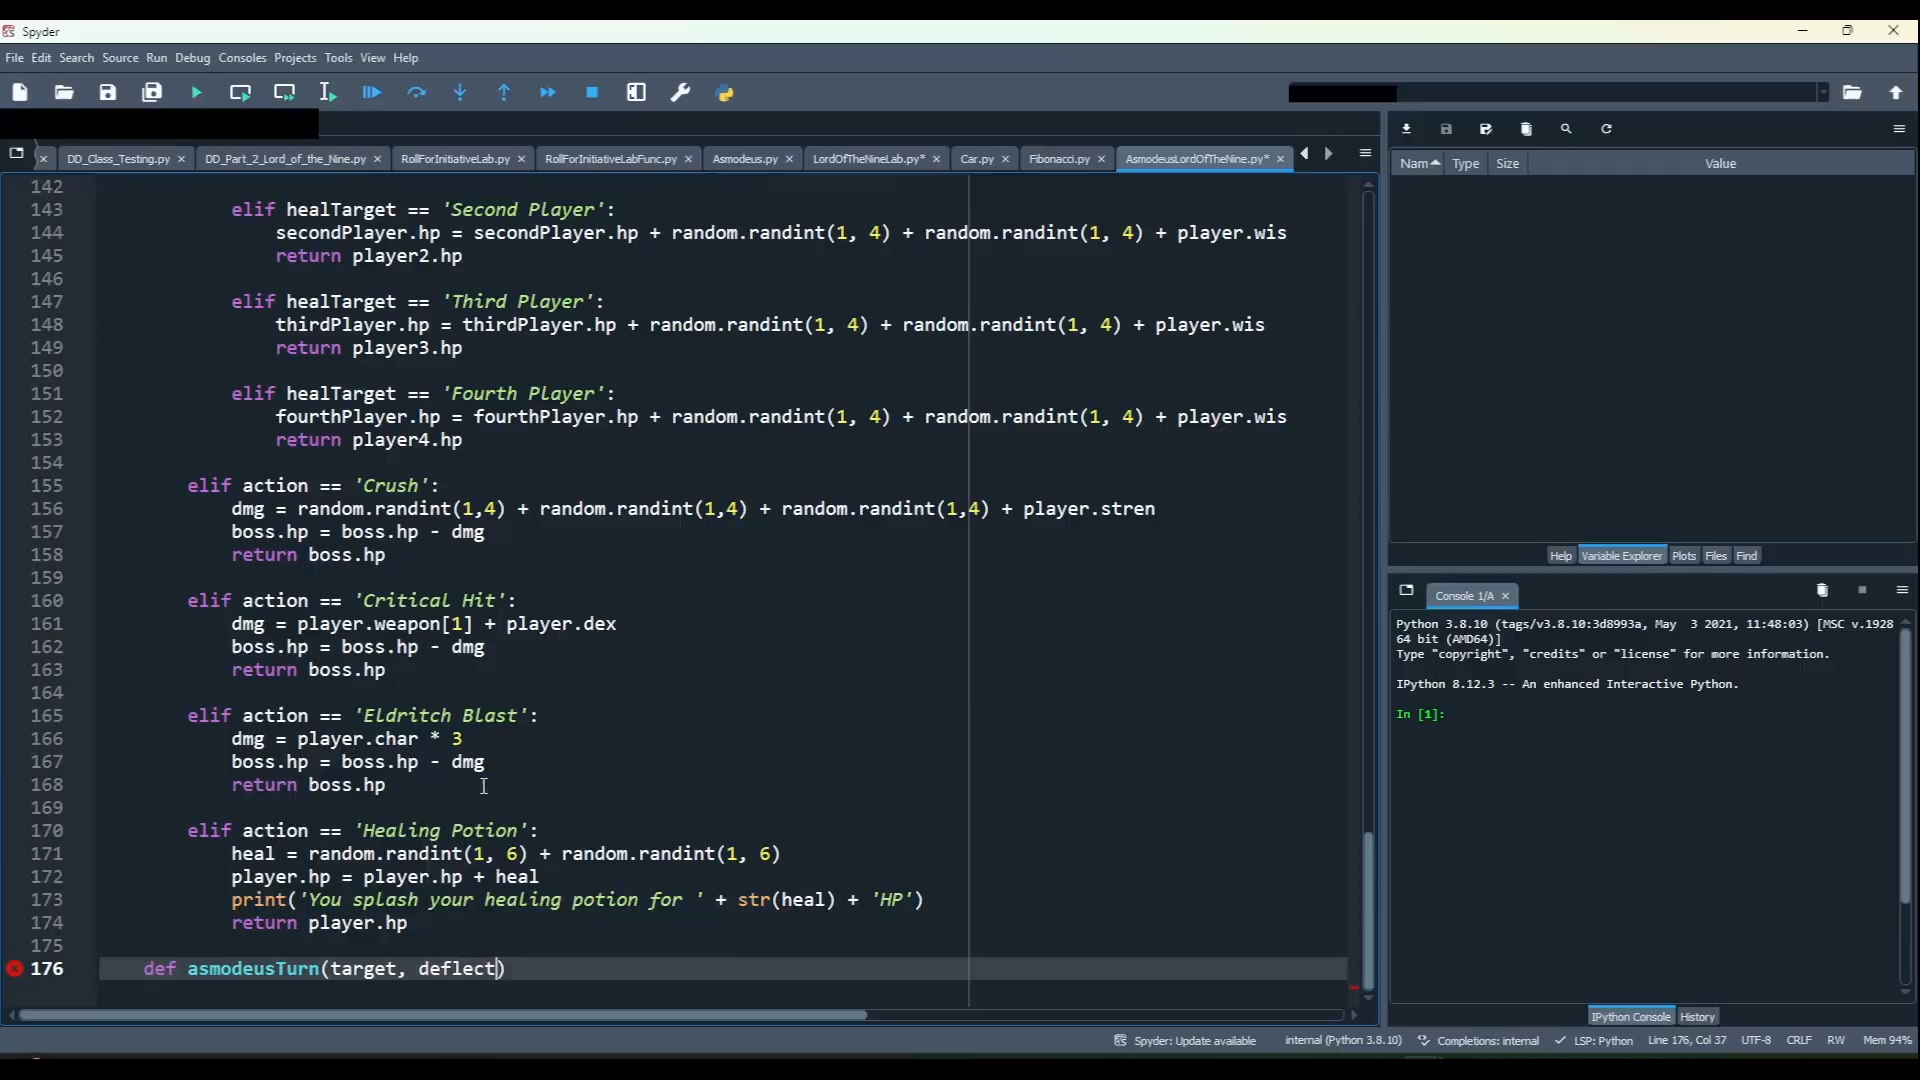 Spyder
File Edit Search Source Run Debug Consoles Projects Tools View Help
DD_Class_Testing.py DD_Part_2_Lord_of_the_Nine.py RollForInitiativeLab.py RollForInitiativeLabFunc.py Asmodeus.py LordOfTheNineLab.py* Car.py Fibonacci.py AsmodeusLordOfTheNine.py*
142
143 elif healTarget == 'Second Player':
144 secondPlayer.hp = secondPlayer.hp + random.randint(1, 4) + random.randint(1, 4) + player.wis
145 return player2.hp
146
147 elif healTarget == 'Third Player':
148 thirdPlayer.hp = thirdPlayer.hp + random.randint(1, 4) + random.randint(1, 4) + player.wis
149 return player3.hp
150
151 elif healTarget == 'Fourth Player':
152 fourthPlayer.hp = fourthPlayer.hp + random.randint(1, 4) + random.randint(1, 4) + player.wis
153 return player4.hp
154
155 elif action == 'Crush':
156 dmg = random.randint(1,4) + random.randint(1,4) + random.randint(1,4) + player.stren
157 boss.hp = boss.hp - dmg
158 return boss.hp
159
160 elif action == 'Critical Hit':
161 dmg = player.weapon[1] + player.dex
162 boss.hp = boss.hp - dmg
163 return boss.hp
164
165 elif action == 'Eldritch Blast':
166 dmg = player.char * 3
167 boss.hp = boss.hp - dmg
168 return boss.hp
169
170 elif action == 'Healing Potion':
171 heal = random.randint(1, 6) + random.randint(1, 6)
172 player.hp = player.hp + heal
173 print('You splash your healing potion for ' + str(heal) + 'HP')
174 return player.hp
175
176 def asmodeusTurn(target, deflect)
Nam Type Size Value
Help Variable Explorer Plots Files Find
Console 1/A
Python 3.8.10 (tags/v3.8.10:3d8993a, May 3 2021, 11:48:03) [MSC v.1928
64 bit (AMD64)]
Type "copyright", "credits" or "license" for more information.
IPython 8.12.3 -- An enhanced Interactive Python.
In [1]:
IPython Console History
Spyder: Update available internal (Python 3.8.10) Completions: internal LSP: Python Line 176, Col 37 UTF-8 CRLF RW Mem 94%